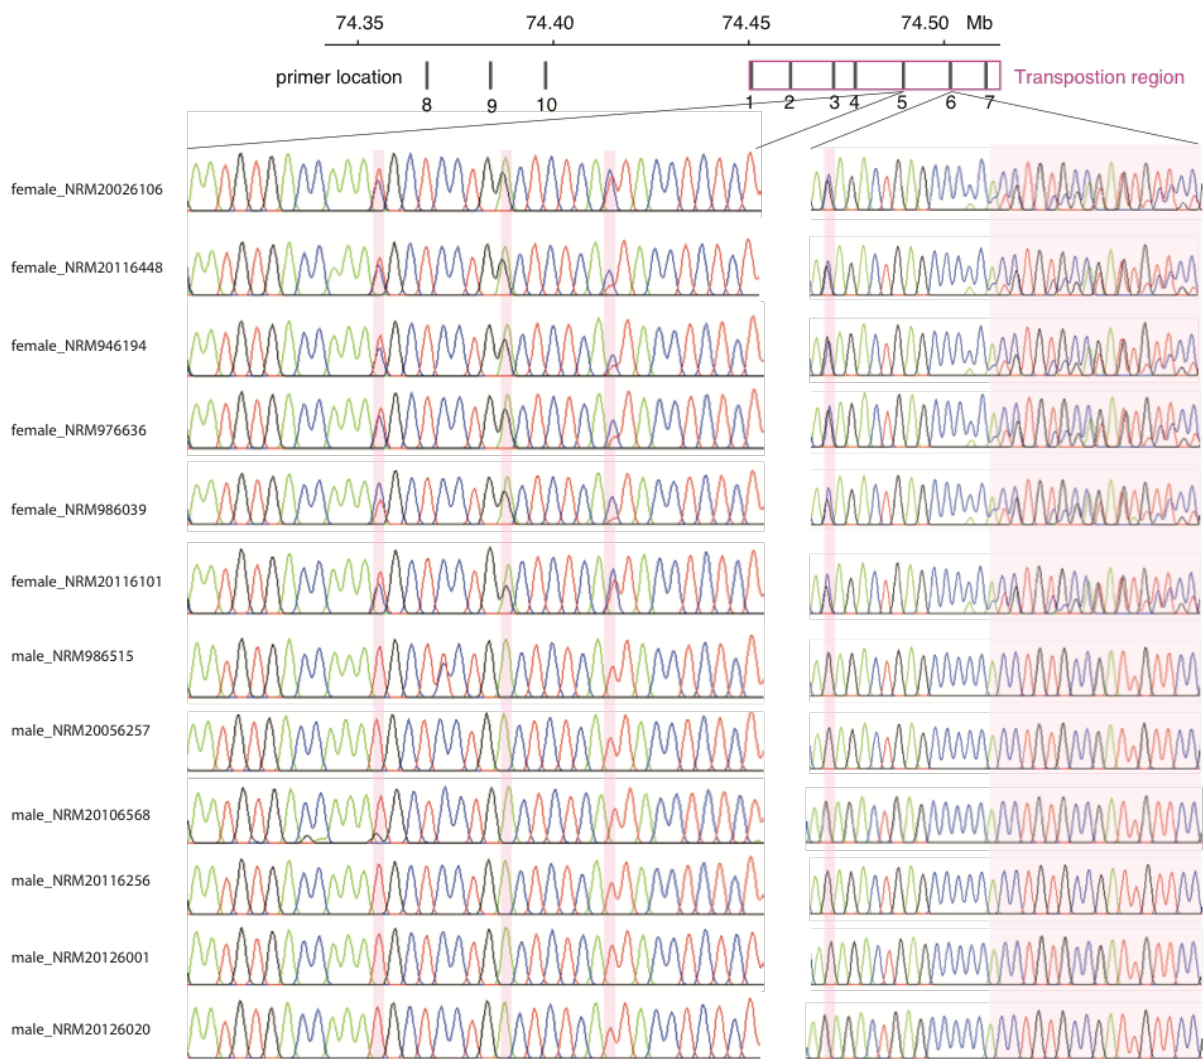 74.35 74.40 74.45 74.50 Mb
primer location Transpostion region
8 9 10 1 2 3 4 5 6 7
female_NRM20026106
female_NRM20116448
female_NRM946194
female_NRM976636
female_NRM986039
female_NRM20116101
male_NRM986515
male_NRM20056257
male_NRM20106568
male_NRM20116256
male_NRM20126001
male_NRM20126020